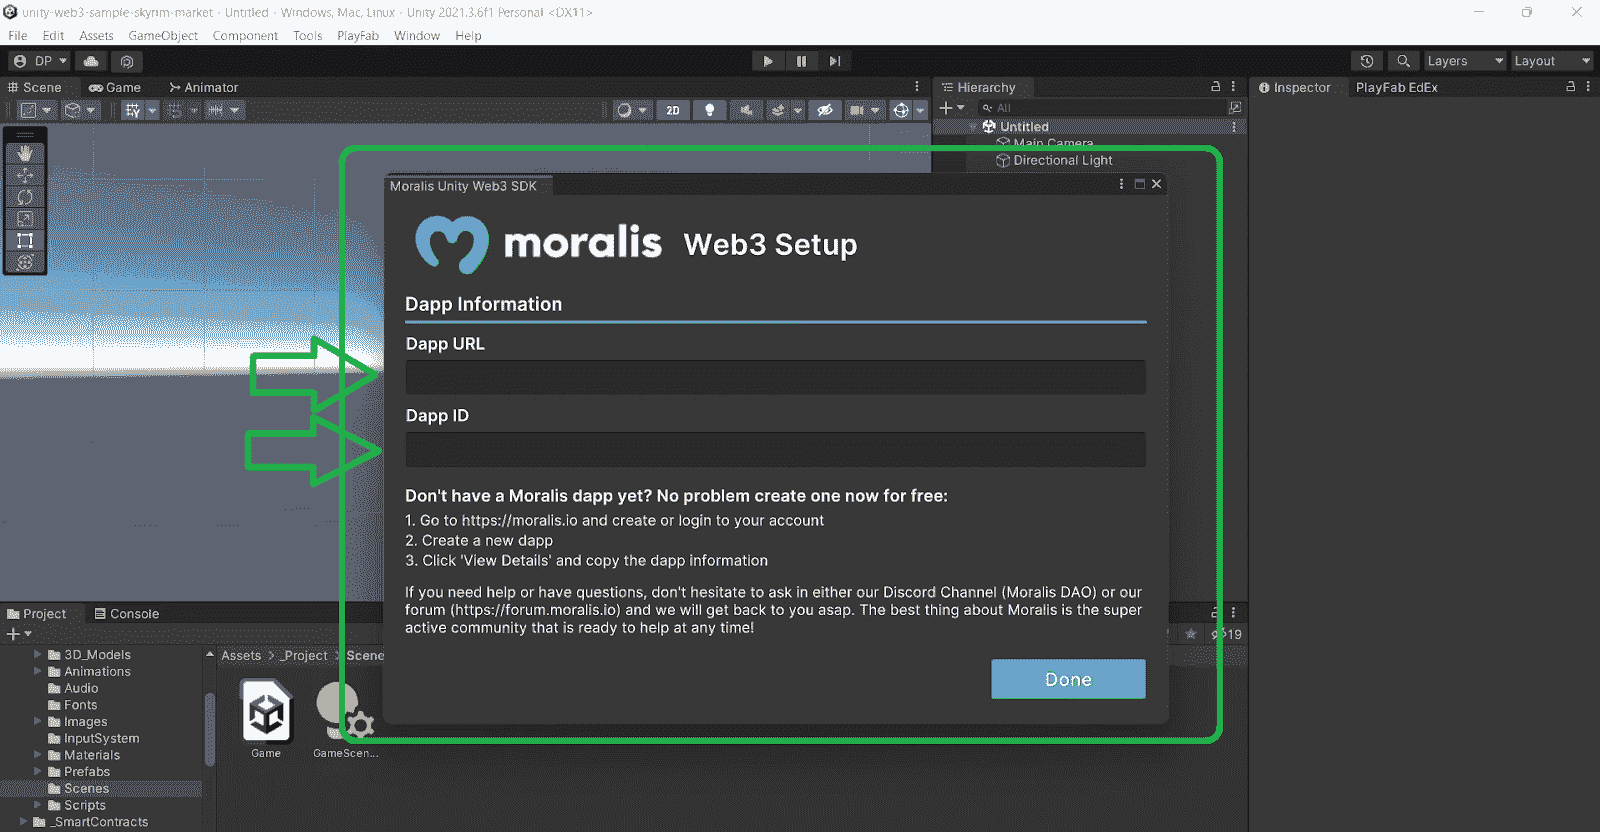 unity-web3-sample-skyrim-market - Untitled - Windows, Mac, Linux - Unity 2021.3.6f1 Personal <DX11>
File Edit Assets GameObject Component Tools PlayFab Window Help
DP Layers Layout
Scene Game Animator Hierarchy Inspector PlayFab EdEx
2D All
Untitled
Main Camera
Directional Light
Moralis Unity Web3 SDK
moralis Web3 Setup
Dapp Information
Dapp URL
Dapp ID
Don't have a Moralis dapp yet? No problem create one now for free:
1. Go to https://moralis.io and create or login to your account
2. Create a new dapp
3. Click 'View Details' and copy the dapp information
If you need help or have questions, don't hesitate to ask in either our Discord Channel (Moralis DAO) or our
forum (https://forum.moralis.io) and we will get back to you asap. The best thing about Moralis is the super
active community that is ready to help at any time!
Done
Project Console
19
3D_Models
Animations
Audio
Fonts
Images
InputSystem
Materials
Prefabs
Scenes
Scripts
_SmartContracts
Assets > _Project > Scene
Game
GameScen...